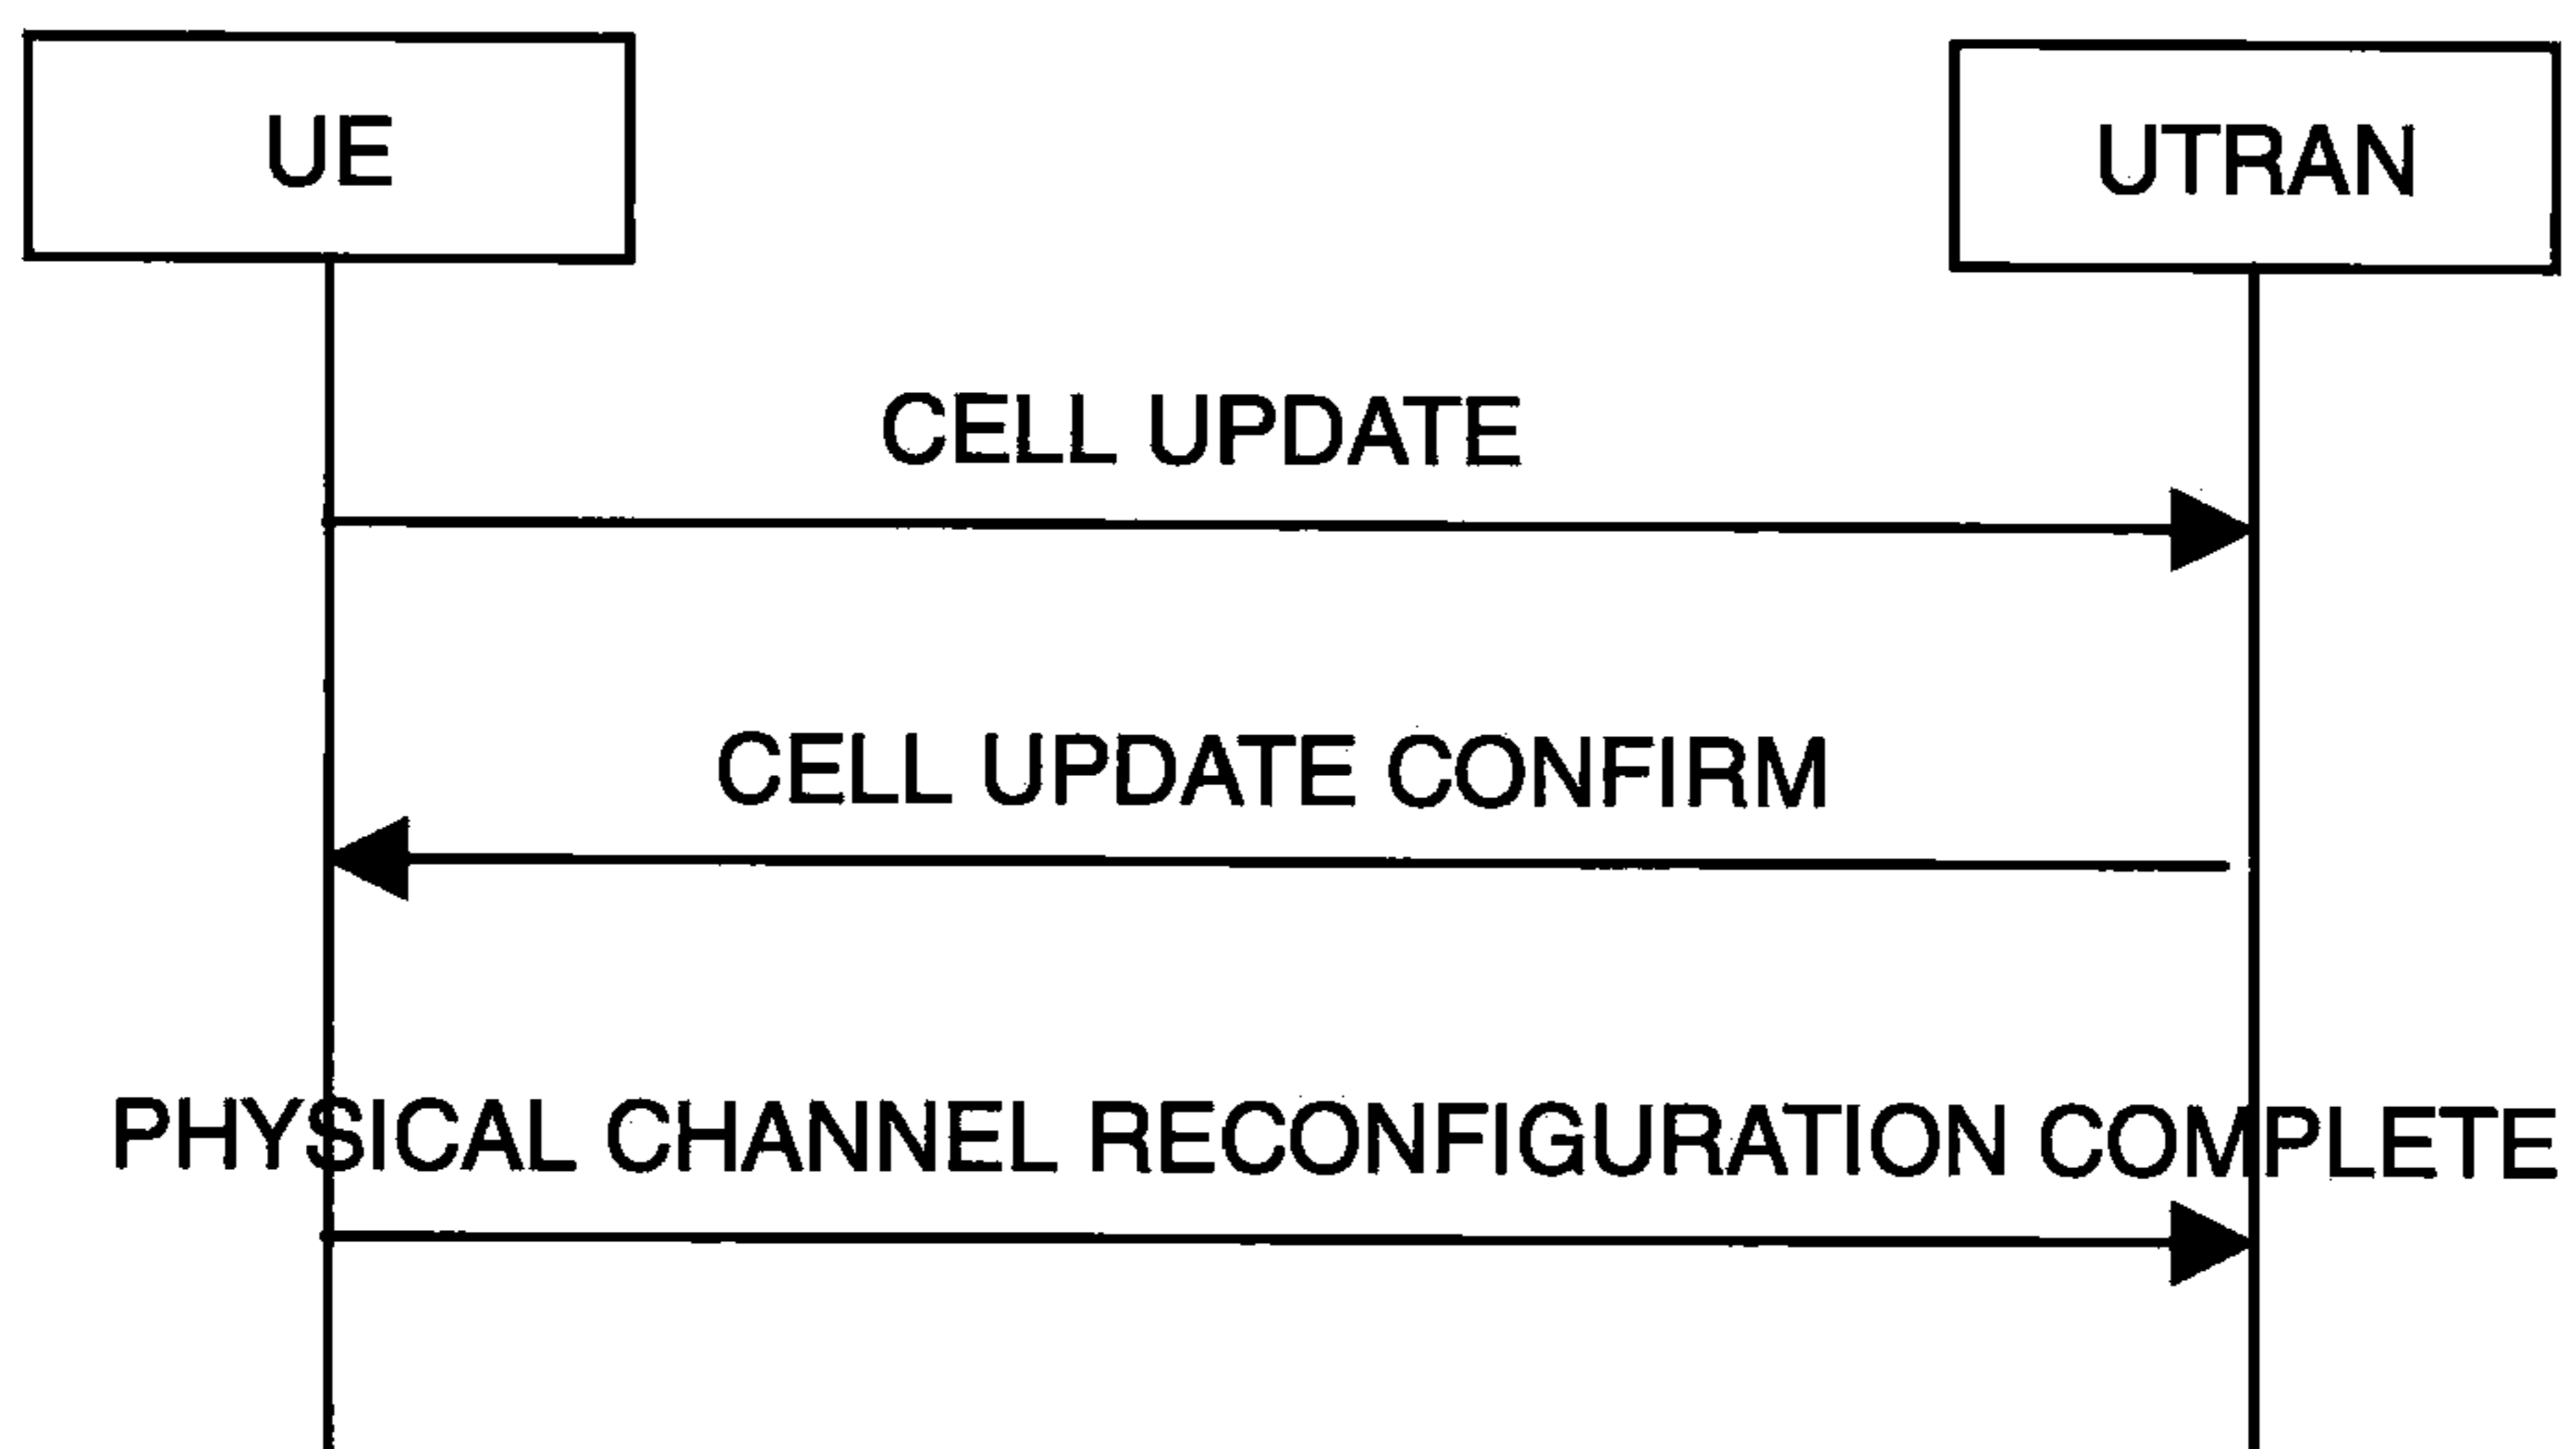 UE
UTRAN
CELL UPDATE
CELL UPDATE CONFIRM
PHYSICAL CHANNEL RECONFIGURATION COMPLETE